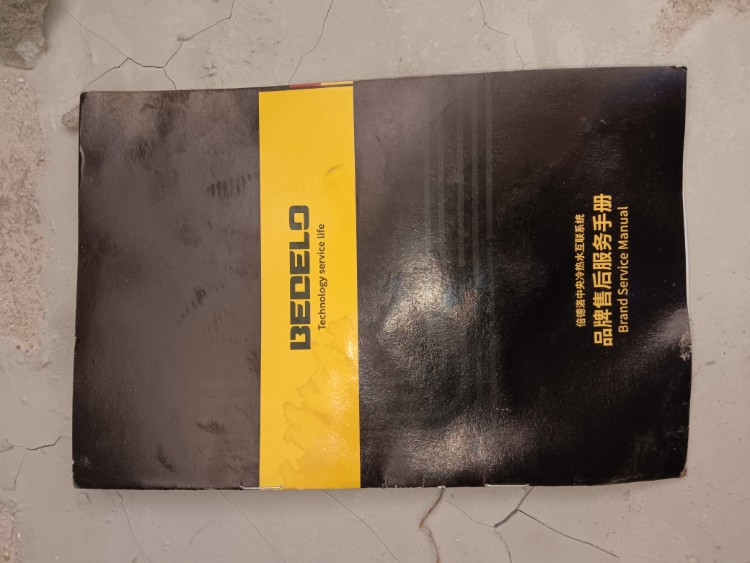 BEDELO
Technology service life
倍德洛中央冷热水互联系统
品牌售后服务手册
Brand Service Manual